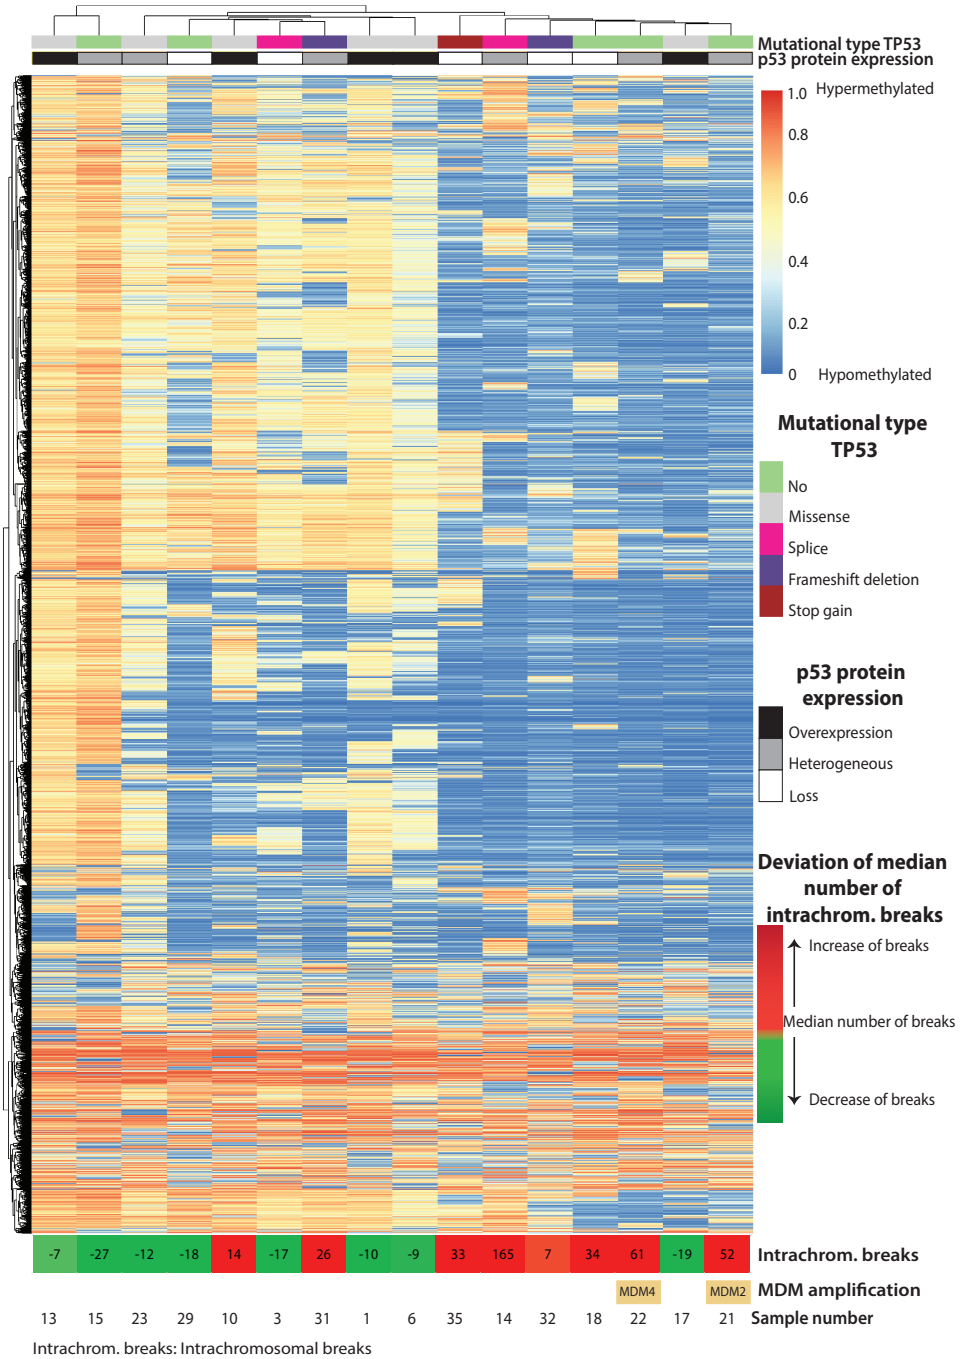 Mutational type TP53
p53 protein expression
1.0 Hypermethylated
0.8
0.6
0.4
0.2
0 Hypomethylated
Mutational type
TP53
No
Missense
Splice
Frameshift deletion
Stop gain
p53 protein
expression
Overexpression
Heterogeneous
Loss
Deviation of median
number of
intrachrom. breaks
Increase of breaks
Median number of breaks
Decrease of breaks
-7 -27 -12 -18 14 -17 26 -10 -9 33 165 7 34 61 -19 52 Intrachrom. breaks
MDM4 MDM2 MDM amplification
13 15 23 29 10 3 31 1 6 35 14 32 18 22 17 21 Sample number
Intrachrom. breaks: Intrachromosomal breaks